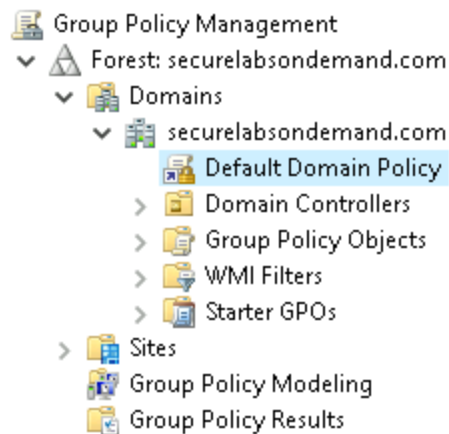 Group Policy Management
Forest: securelabsondemand.com
Domains
securelabsondemand.com
Default Domain Policy
Domain Controllers
Group Policy Objects
WMI Filters
Starter GPOs
Sites
Group Policy Modeling
Group Policy Results